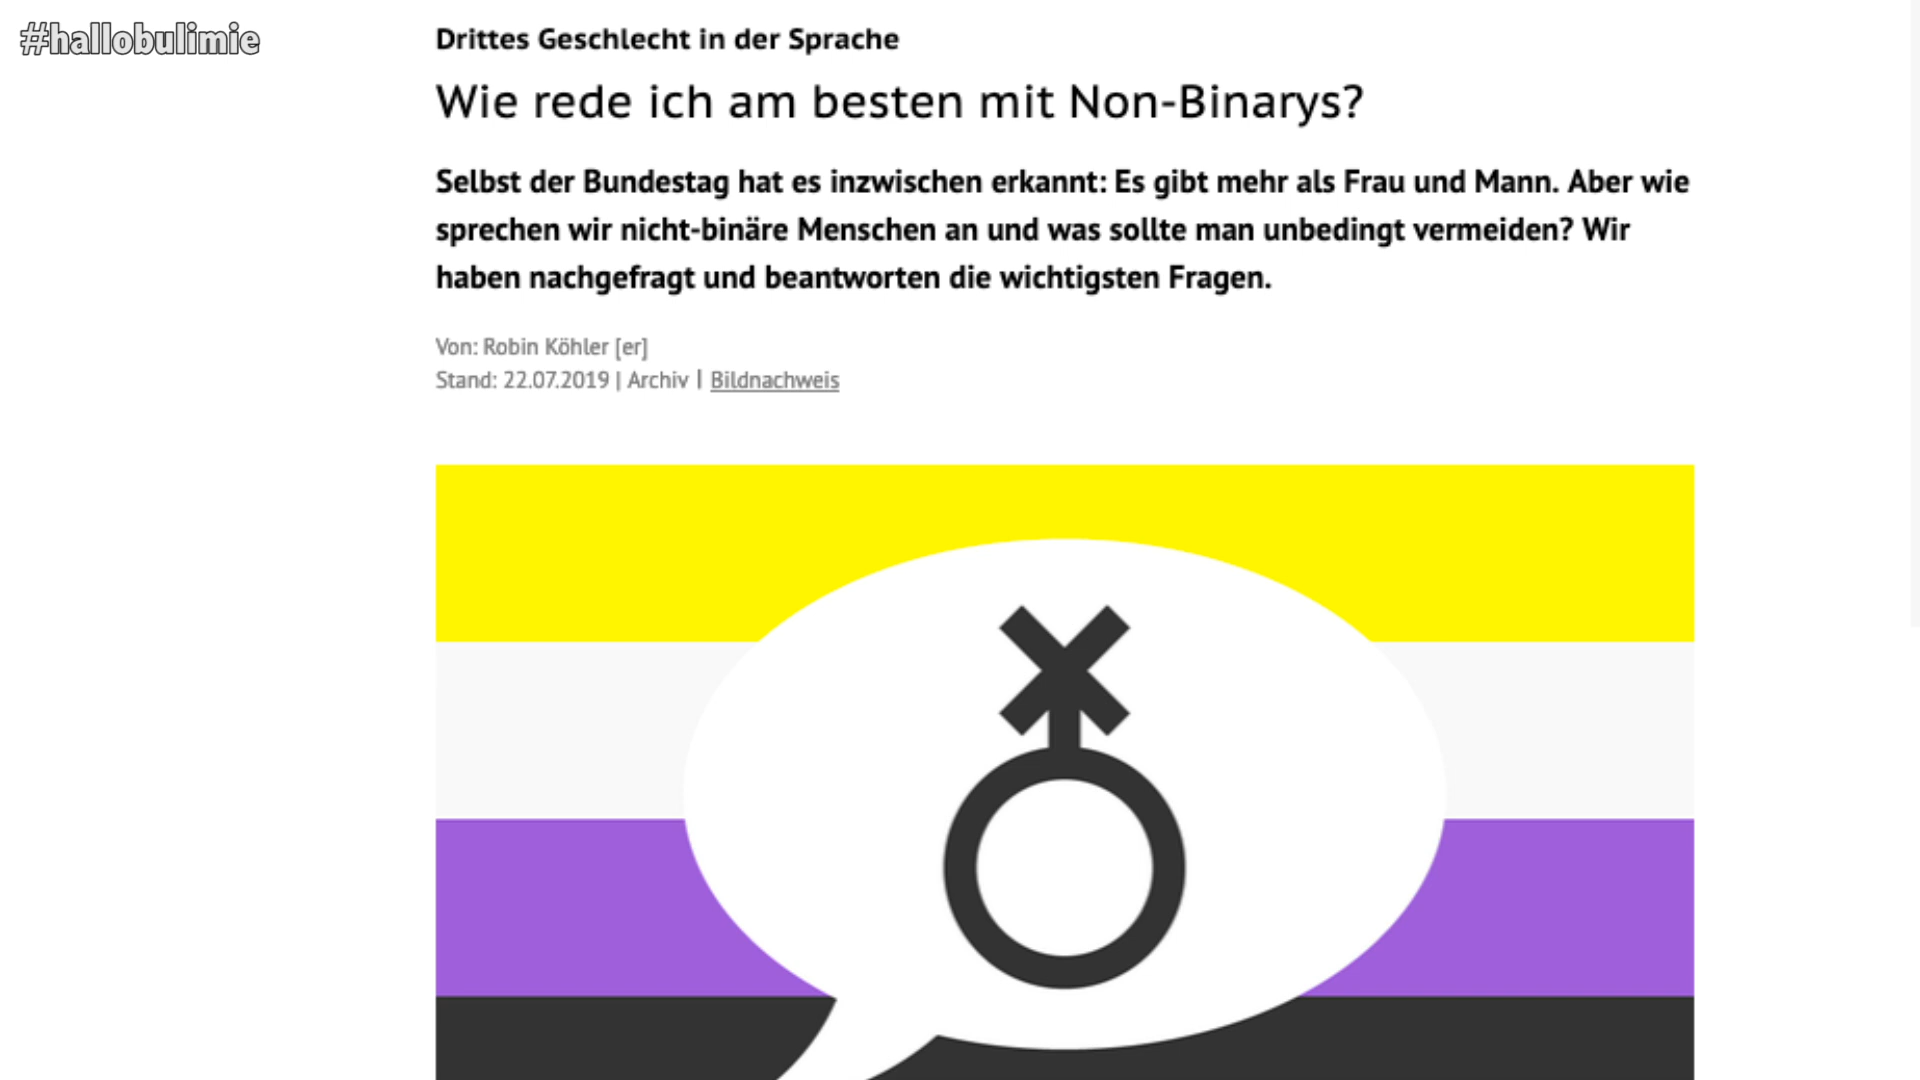 #hallobulimie
Drittes Geschlecht in der Sprache
Wie rede ich am besten mit Non-Binarys?
Selbst der Bundestag hat es inzwischen erkannt: Es gibt mehr als Frau und Mann. Aber wie
sprechen wir nicht-binäre Menschen an und was sollte man unbedingt vermeiden? Wir
haben nachgefragt und beantworten die wichtigsten Fragen.
Von: Robin Köhler [er]
Stand: 22.07.2019 | Archiv | Bildnachweis